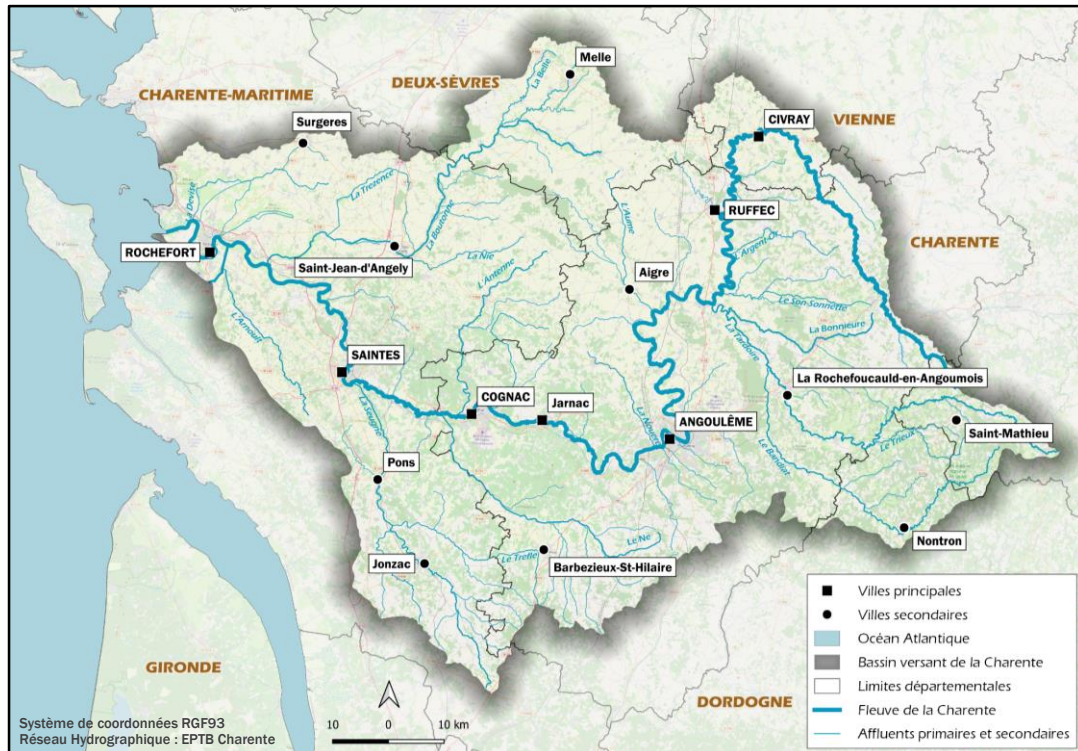 Melle
La Belle
DEUX-SÈVRES
CHARENTE-MARITIME
Surgeres
CIVRAY
VIENNE
La Devise
La Trezence
La Boutonne
L'Aume
RUFFEC
CHARENTE
ROCHEFORT
Saint-Jean-d'Angely
La Nie
L'Antenne
L'Argent-Or
Aigre
Le Son-Sonnette
La Bonnieure
L'Arnoult
La Tardoire
SAINTES
La Rochefoucauld-en-Angoumois
COGNAC
Jarnac
La Seugne
La Nouere
ANGOULÊME
Saint-Mathieu
Le Trieux
Le Bandiat
Pons
Nontron
Le Né
Jonzac
Le Trefle
Barbezieux-St-Hilaire
GIRONDE
DORDOGNE
Système de coordonnées RGF93
Réseau Hydrographique : EPTB Charente
10 0 10 km
Villes principales
Villes secondaires
Océan Atlantique
Bassin versant de la Charente
Limites départementales
Fleuve de la Charente
Affluents primaires et secondaires